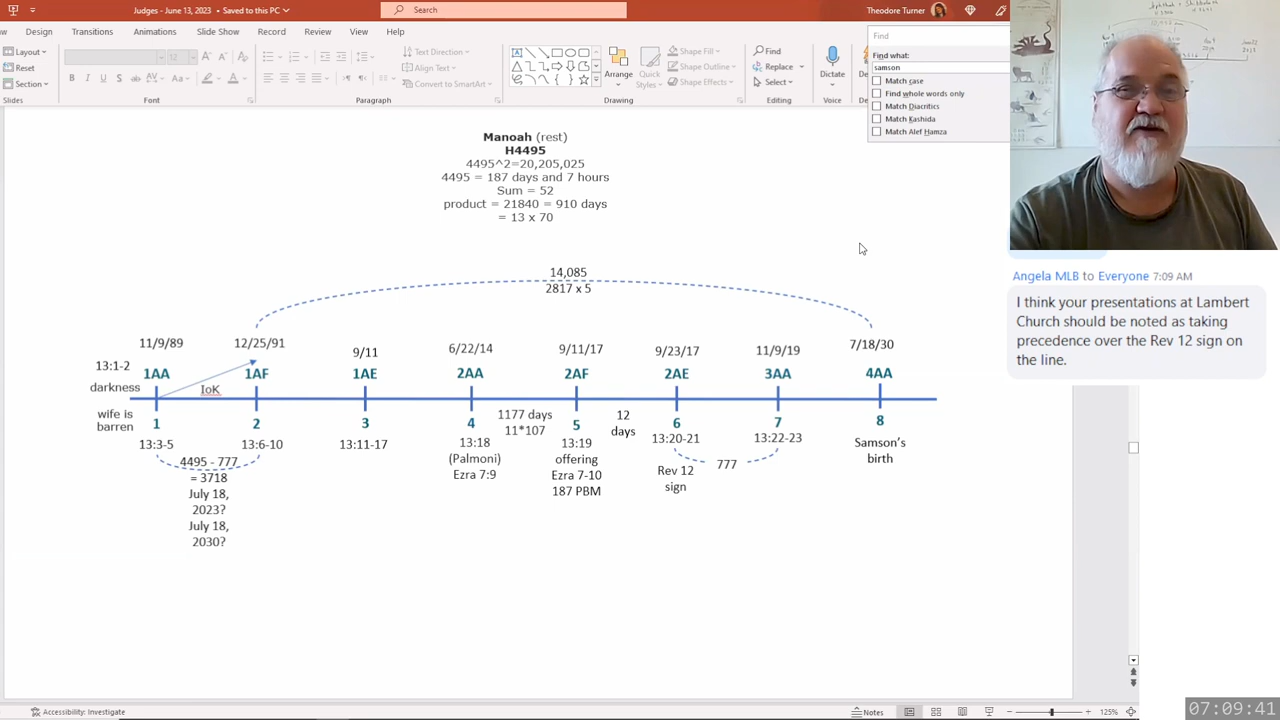 Judges - June 13, 2023 • Saved to this PC
Search
Theodore Turner
Design
Transitions
Animations
Slide Show
Record
Review
View
Help
Layout
Reset
Section
Slides
Font
Text Direction
Align Text
Convert to SmartArt
Paragraph
Arrange
Quick
Styles
Shape Fill
Shape Outline
Shape Effects
Drawing
Find
Replace
Select
Editing
Dictate
Voice
Find
Find what:
samson
Match case
Find whole words only
Match Diacritics
Match Kashida
Match Alef Hamza
Manoah (rest)
H4495
4495^2=20,205,025
4495 = 187 days and 7 hours
Sum = 52
product = 21840 = 910 days
= 13 x 70
14,085
2817 x 5
11/9/89
12/25/91
9/11
6/22/14
9/11/17
9/23/17
11/9/19
7/18/30
13:1-2
1AA
1AF
1AE
2AA
2AF
2AE
3AA
4AA
darkness
IoK
wife is
barren
1
2
3
4
5
6
7
8
1177 days
11*107
12
days
13:3-5
13:6-10
13:11-17
13:18
(Palmoni)
Ezra 7:9
13:19
offering
Ezra 7-10
187 PBM
13:20-21
13:22-23
777
Rev 12
sign
Samson's
birth
4495 - 777
= 3718
July 18,
2023?
July 18,
2030?
Angela MLB to Everyone 7:09 AM
I think your presentations at Lambert
Church should be noted as taking
precedence over the Rev 12 sign on
the line.
Accessibility: Investigate
Notes
125%
07:09:41